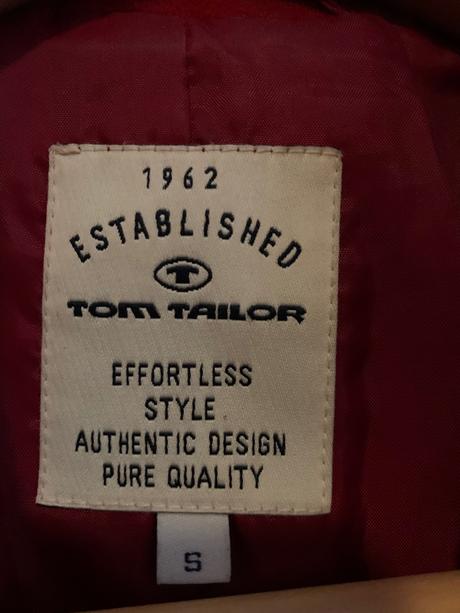 1962
ESTABLISHED
T
TOM TAILOR
EFFORTLESS
STYLE
AUTHENTIC DESIGN
PURE QUALITY
S